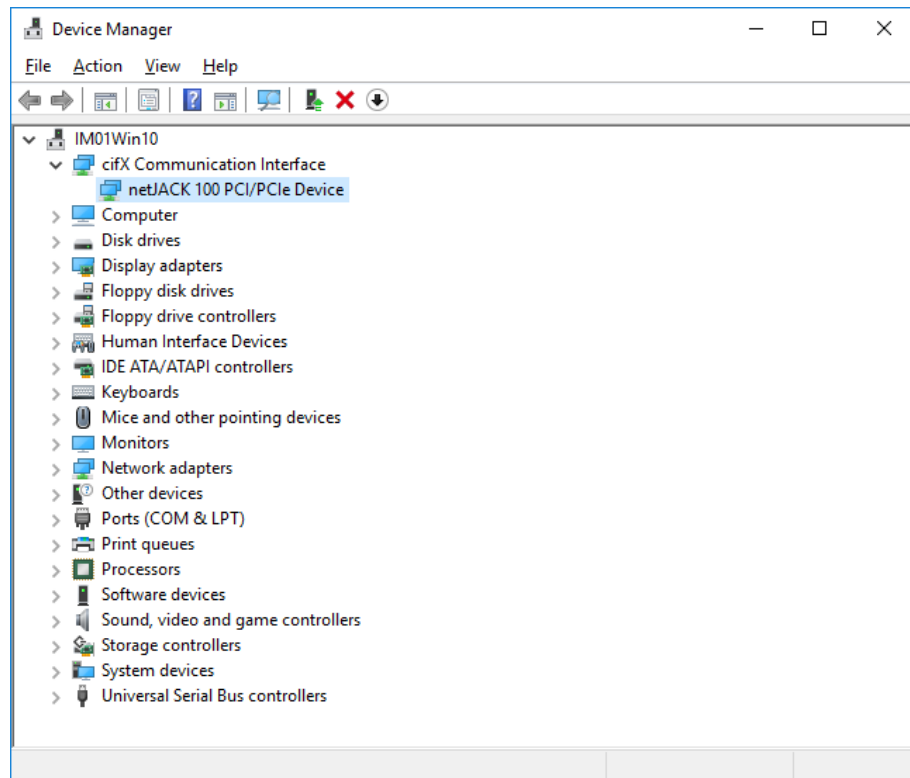 Device Manager
File Action View Help
IM01Win10
cifX Communication Interface
netJACK 100 PCI/PCIe Device
Computer
Disk drives
Display adapters
Floppy disk drives
Floppy drive controllers
Human Interface Devices
IDE ATA/ATAPI controllers
Keyboards
Mice and other pointing devices
Monitors
Network adapters
Other devices
Ports (COM & LPT)
Print queues
Processors
Software devices
Sound, video and game controllers
Storage controllers
System devices
Universal Serial Bus controllers